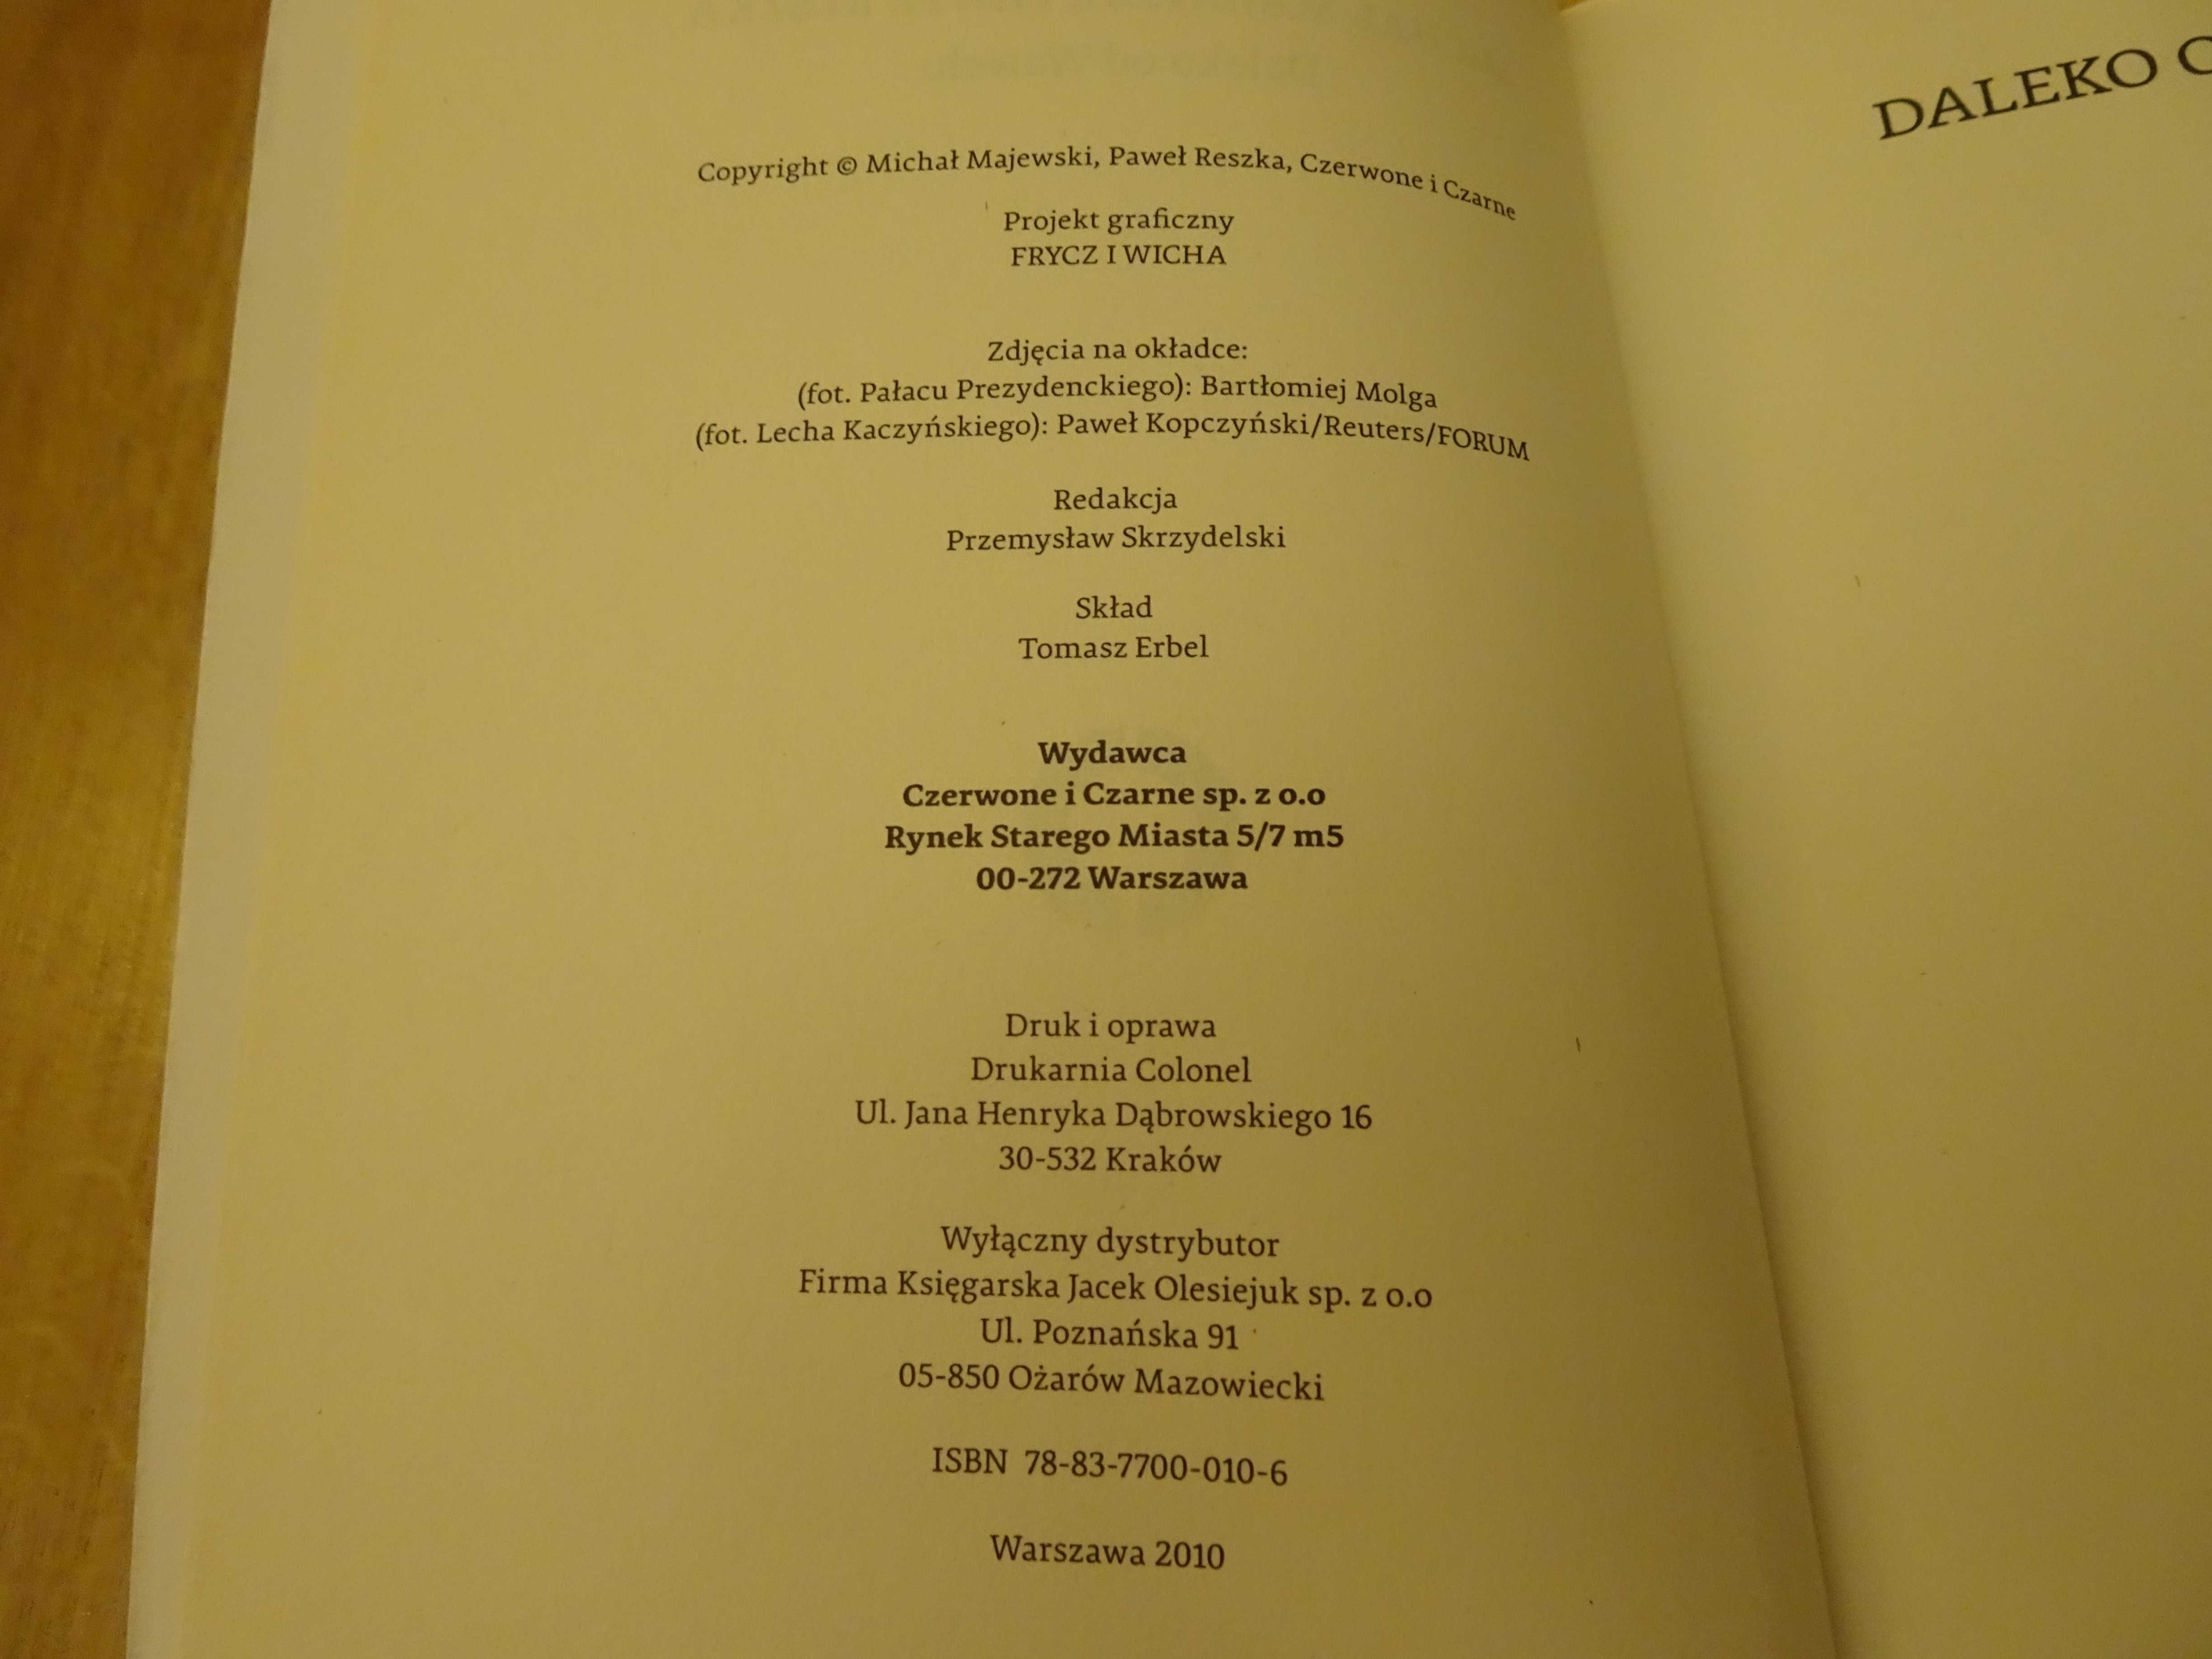 Copyright © Michał Majewski, Paweł Reszka, Czerwone i Czarne
Projekt graficzny
FRYCZ I WICHA
Zdjęcia na okładce:
(fot. Pałacu Prezydenckiego): Bartłomiej Molga
(fot. Lecha Kaczyńskiego): Paweł Kopczyński/Reuters/FORUM
Redakcja
Przemysław Skrzydelski
Skład
Tomasz Erbel
Wydawca
Czerwone i Czarne sp. z o.o
Rynek Starego Miasta 5/7 m5
00-272 Warszawa
Druk i oprawa
Drukarnia Colonel
Ul. Jana Henryka Dąbrowskiego 16
30-532 Kraków
Wyłączny dystrybutor
Firma Księgarska Jacek Olesiejuk sp. z o.o
Ul. Poznańska 91
05-850 Ożarów Mazowiecki
ISBN 78-83-7700-010-6
Warszawa 2010
DALEKO